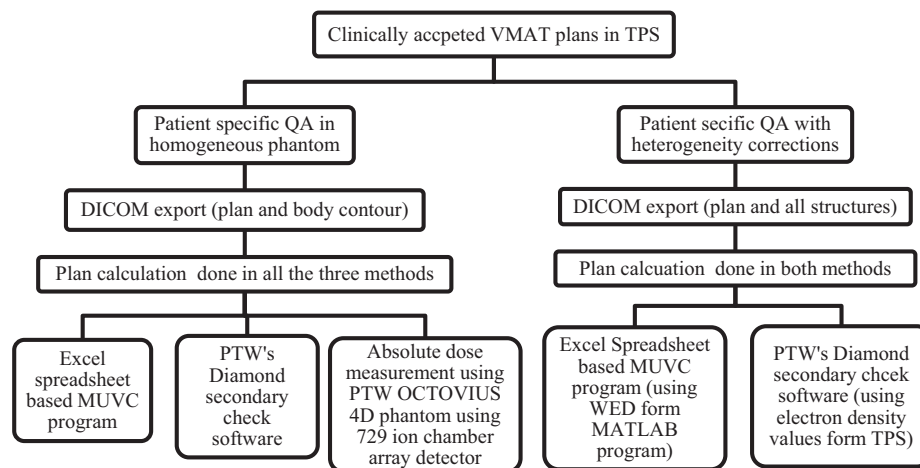 Clinically accpeted VMAT plans in TPS
Patient specific QA in
homogeneous phantom
Patient secific QA with
heterogeneity corrections
DICOM export (plan and body contour)
DICOM export (plan and all structures)
Plan calculation done in all the three methods
Plan calcuation done in both methods
Excel
spreadsheet
based MUVC
program
PTW's
Diamond
secondary
check
software
Absolute dose
measurement using
PTW OCTOVIUS
4D phantom using
729 ion chamber
array detector
Excel Spreadsheet
based MUVC
program (using
WED form
MATLAB
program)
PTW's Diamond
secondary chcek
software (using
electron density
values form TPS)